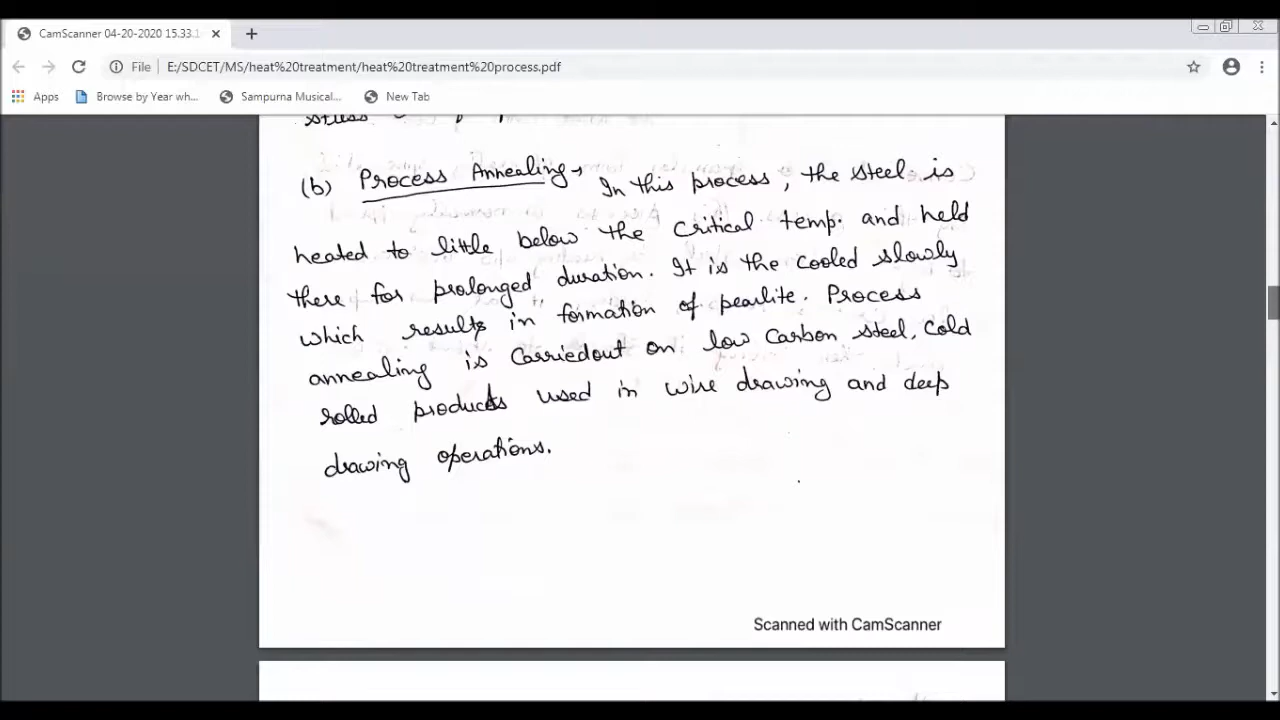 CamScanner 04-20-2020 15.33.1
File E:/SDCET/MS/heat%20treatment/heat%20treatment%20process.pdf
Apps Browse by Year wh... Sampurna Musical... New Tab
stress
(b) Process Annealing → In this process, the steel is
heated to little below the critical temp. and held
there for prolonged duration. It is the cooled slowly
which results in formation of pearlite. Process
annealing is carriedout on low carbon steel, cold
rolled products used in wire drawing and deep
drawing operations.
Scanned with CamScanner